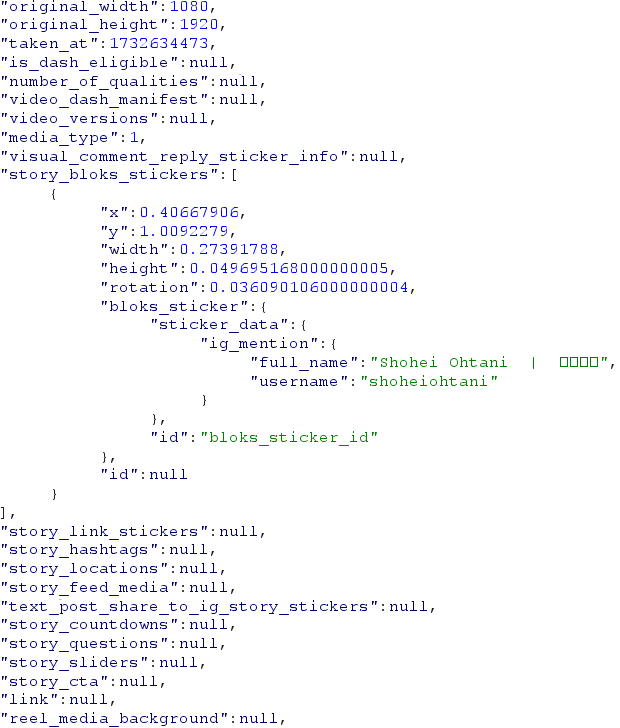 "original_width":1080,
"original_height":1920,
"taken_at":1732634473,
"is_dash_eligible":null,
"number_of_qualities":null,
"video_dash_manifest":null,
"video_versions":null,
"media_type":1,
"visual_comment_reply_sticker_info":null,
"story_bloks_stickers":[
{
"x":0.40667906,
"y":1.0092279,
"width":0.27391788,
"height":0.049695168000000005,
"rotation":0.036090106000000004,
"bloks_sticker":{
"sticker_data":{
"ig_mention":{
"full_name":"Shohei Ohtani  |  □□□□",
"username":"shoheiohtani"
}
},
"id":"bloks_sticker_id"
},
"id":null
}
],
"story_link_stickers":null,
"story_hashtags":null,
"story_locations":null,
"story_feed_media":null,
"text_post_share_to_ig_story_stickers":null,
"story_countdowns":null,
"story_questions":null,
"story_sliders":null,
"story_cta":null,
"link":null,
"reel_media_background":null,